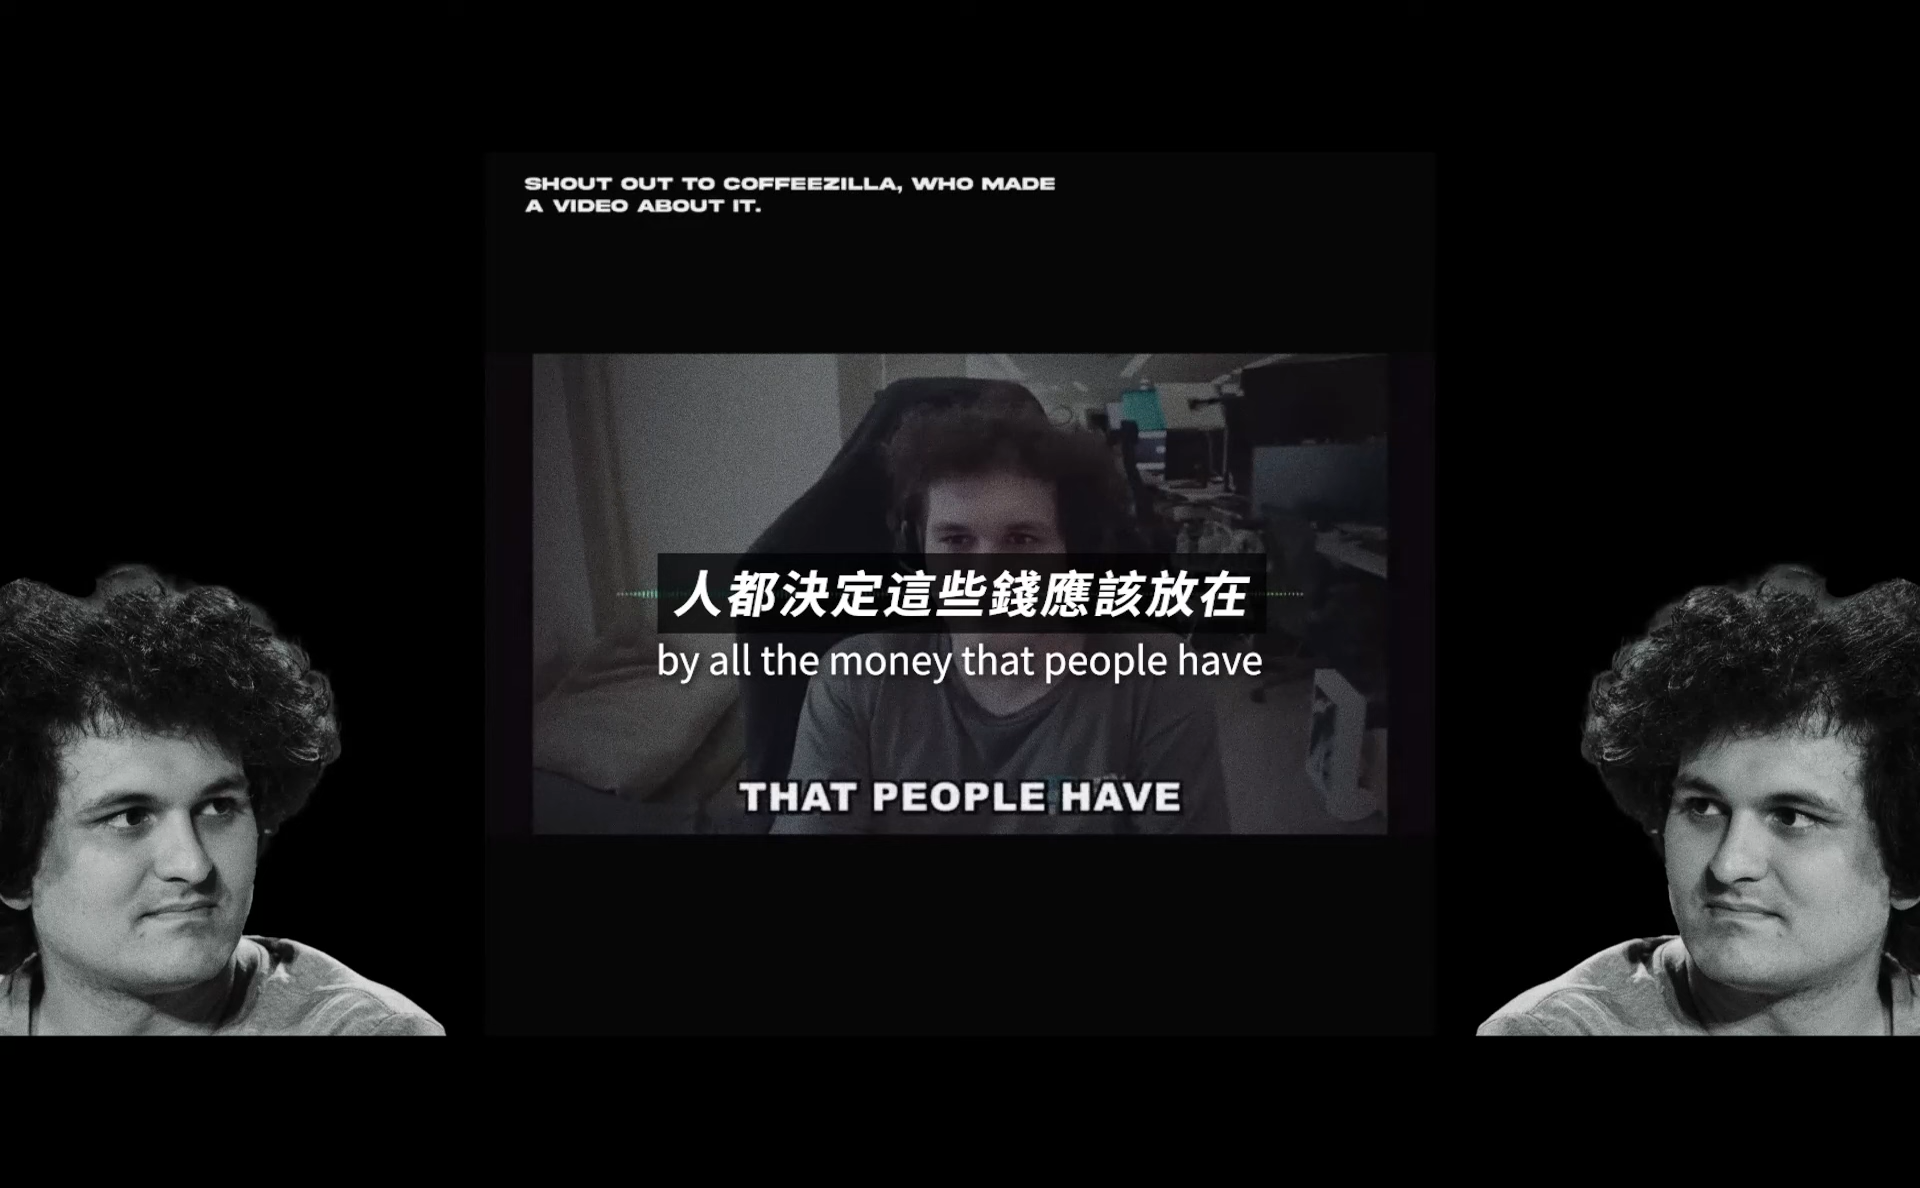 SHOUT OUT TO COFFEEZILLA, WHO MADE
A VIDEO ABOUT IT.
人都決定這些錢應該放在
by all the money that people have
THAT PEOPLE HAVE